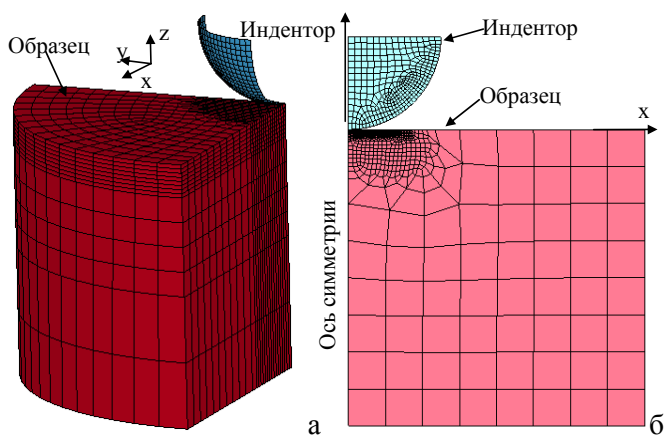 Образец
z
y
x
Индентор
Индентор
Образец
x
Ось симметрии
а
б